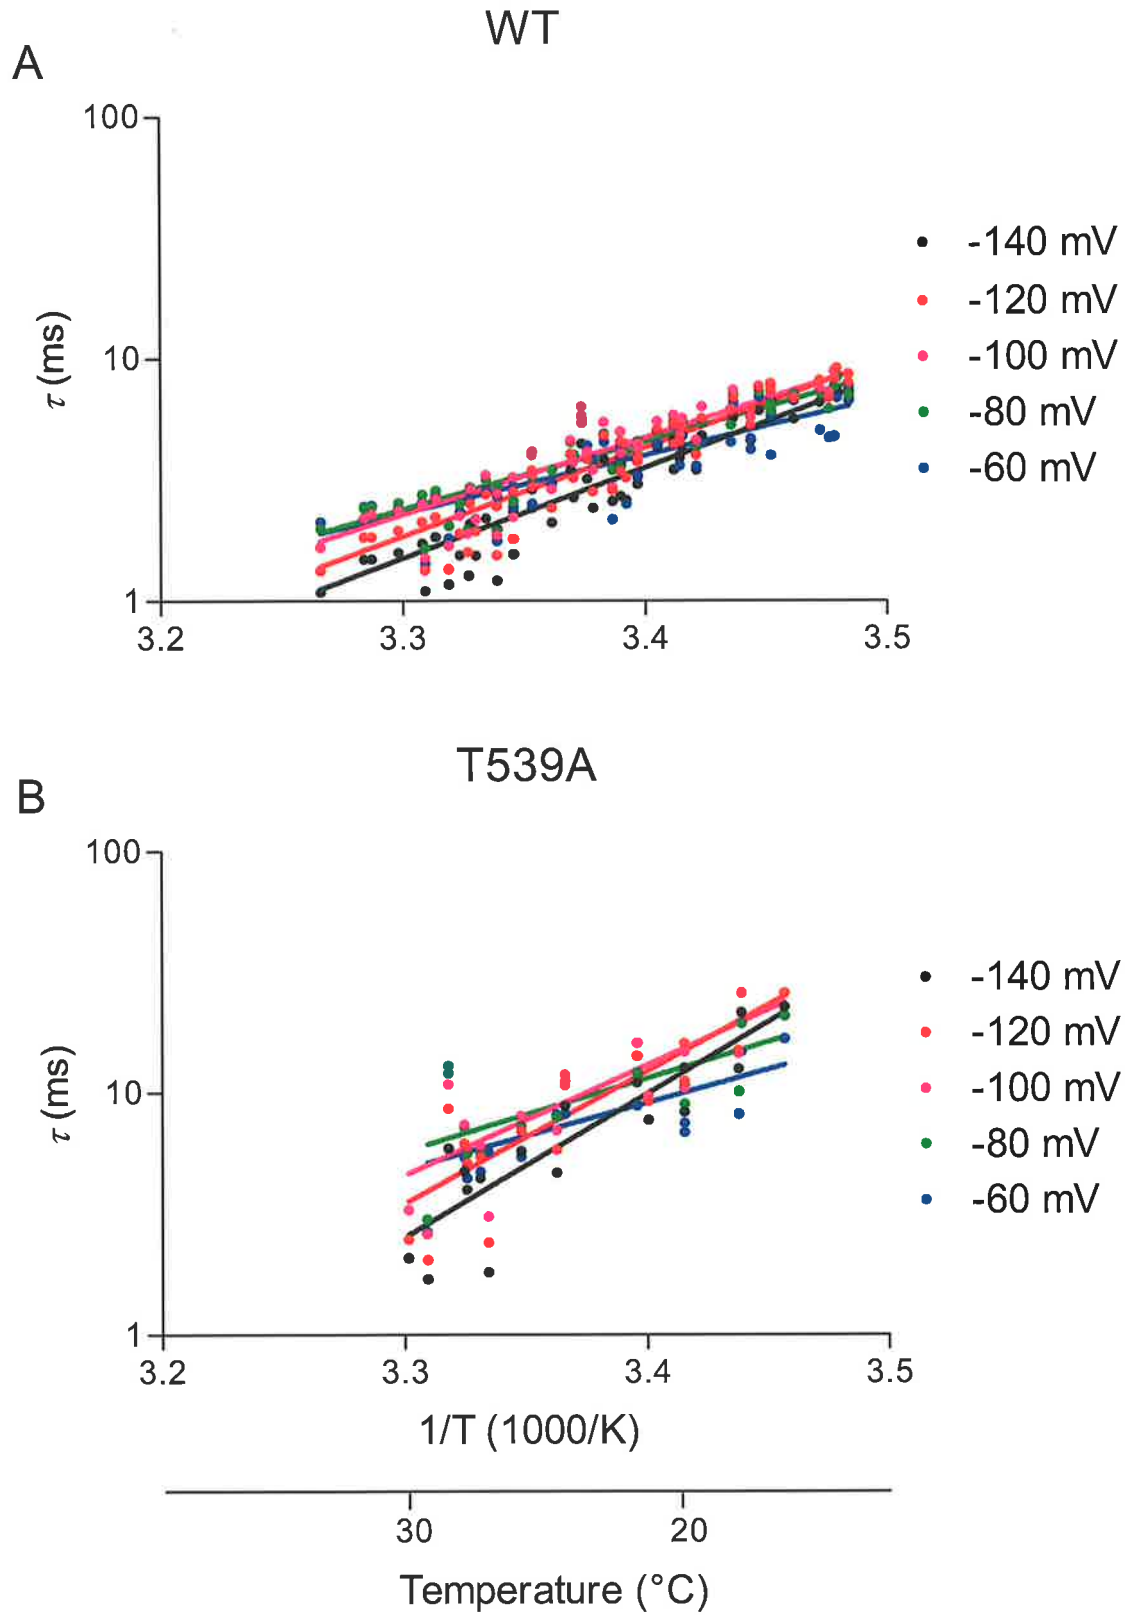 WT
A
100
10
1
τ (ms)
3.2 3.3 3.4 3.5
-140 mV
-120 mV
-100 mV
-80 mV
-60 mV
T539A
B
100
10
1
τ (ms)
3.2 3.3 3.4 3.5
-140 mV
-120 mV
-100 mV
-80 mV
-60 mV
1/T (1000/K)
30 20
Temperature (°C)